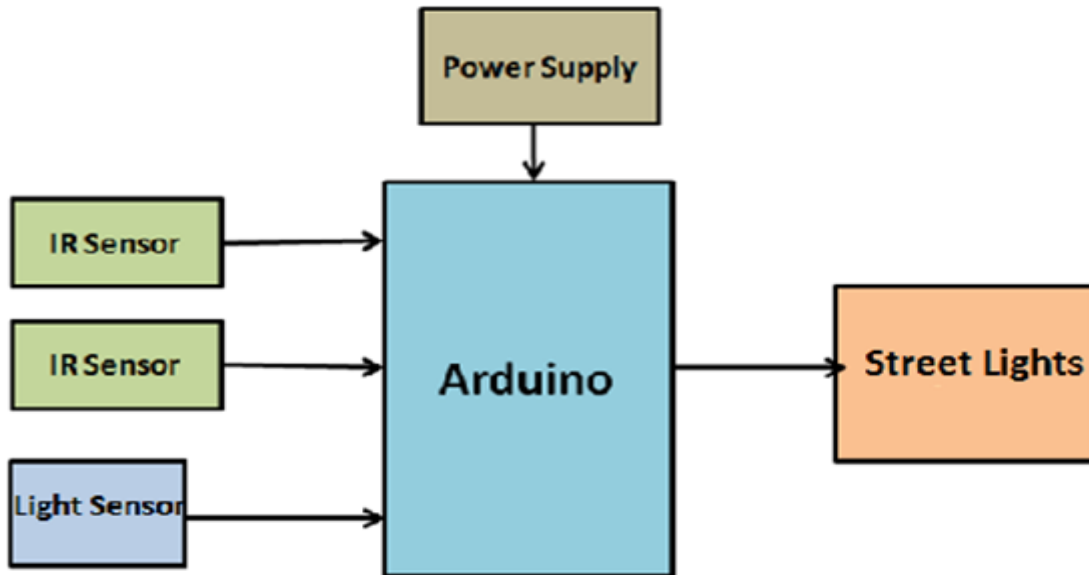 Power Supply
IR Sensor
IR Sensor
Light Sensor
Arduino
Street Lights